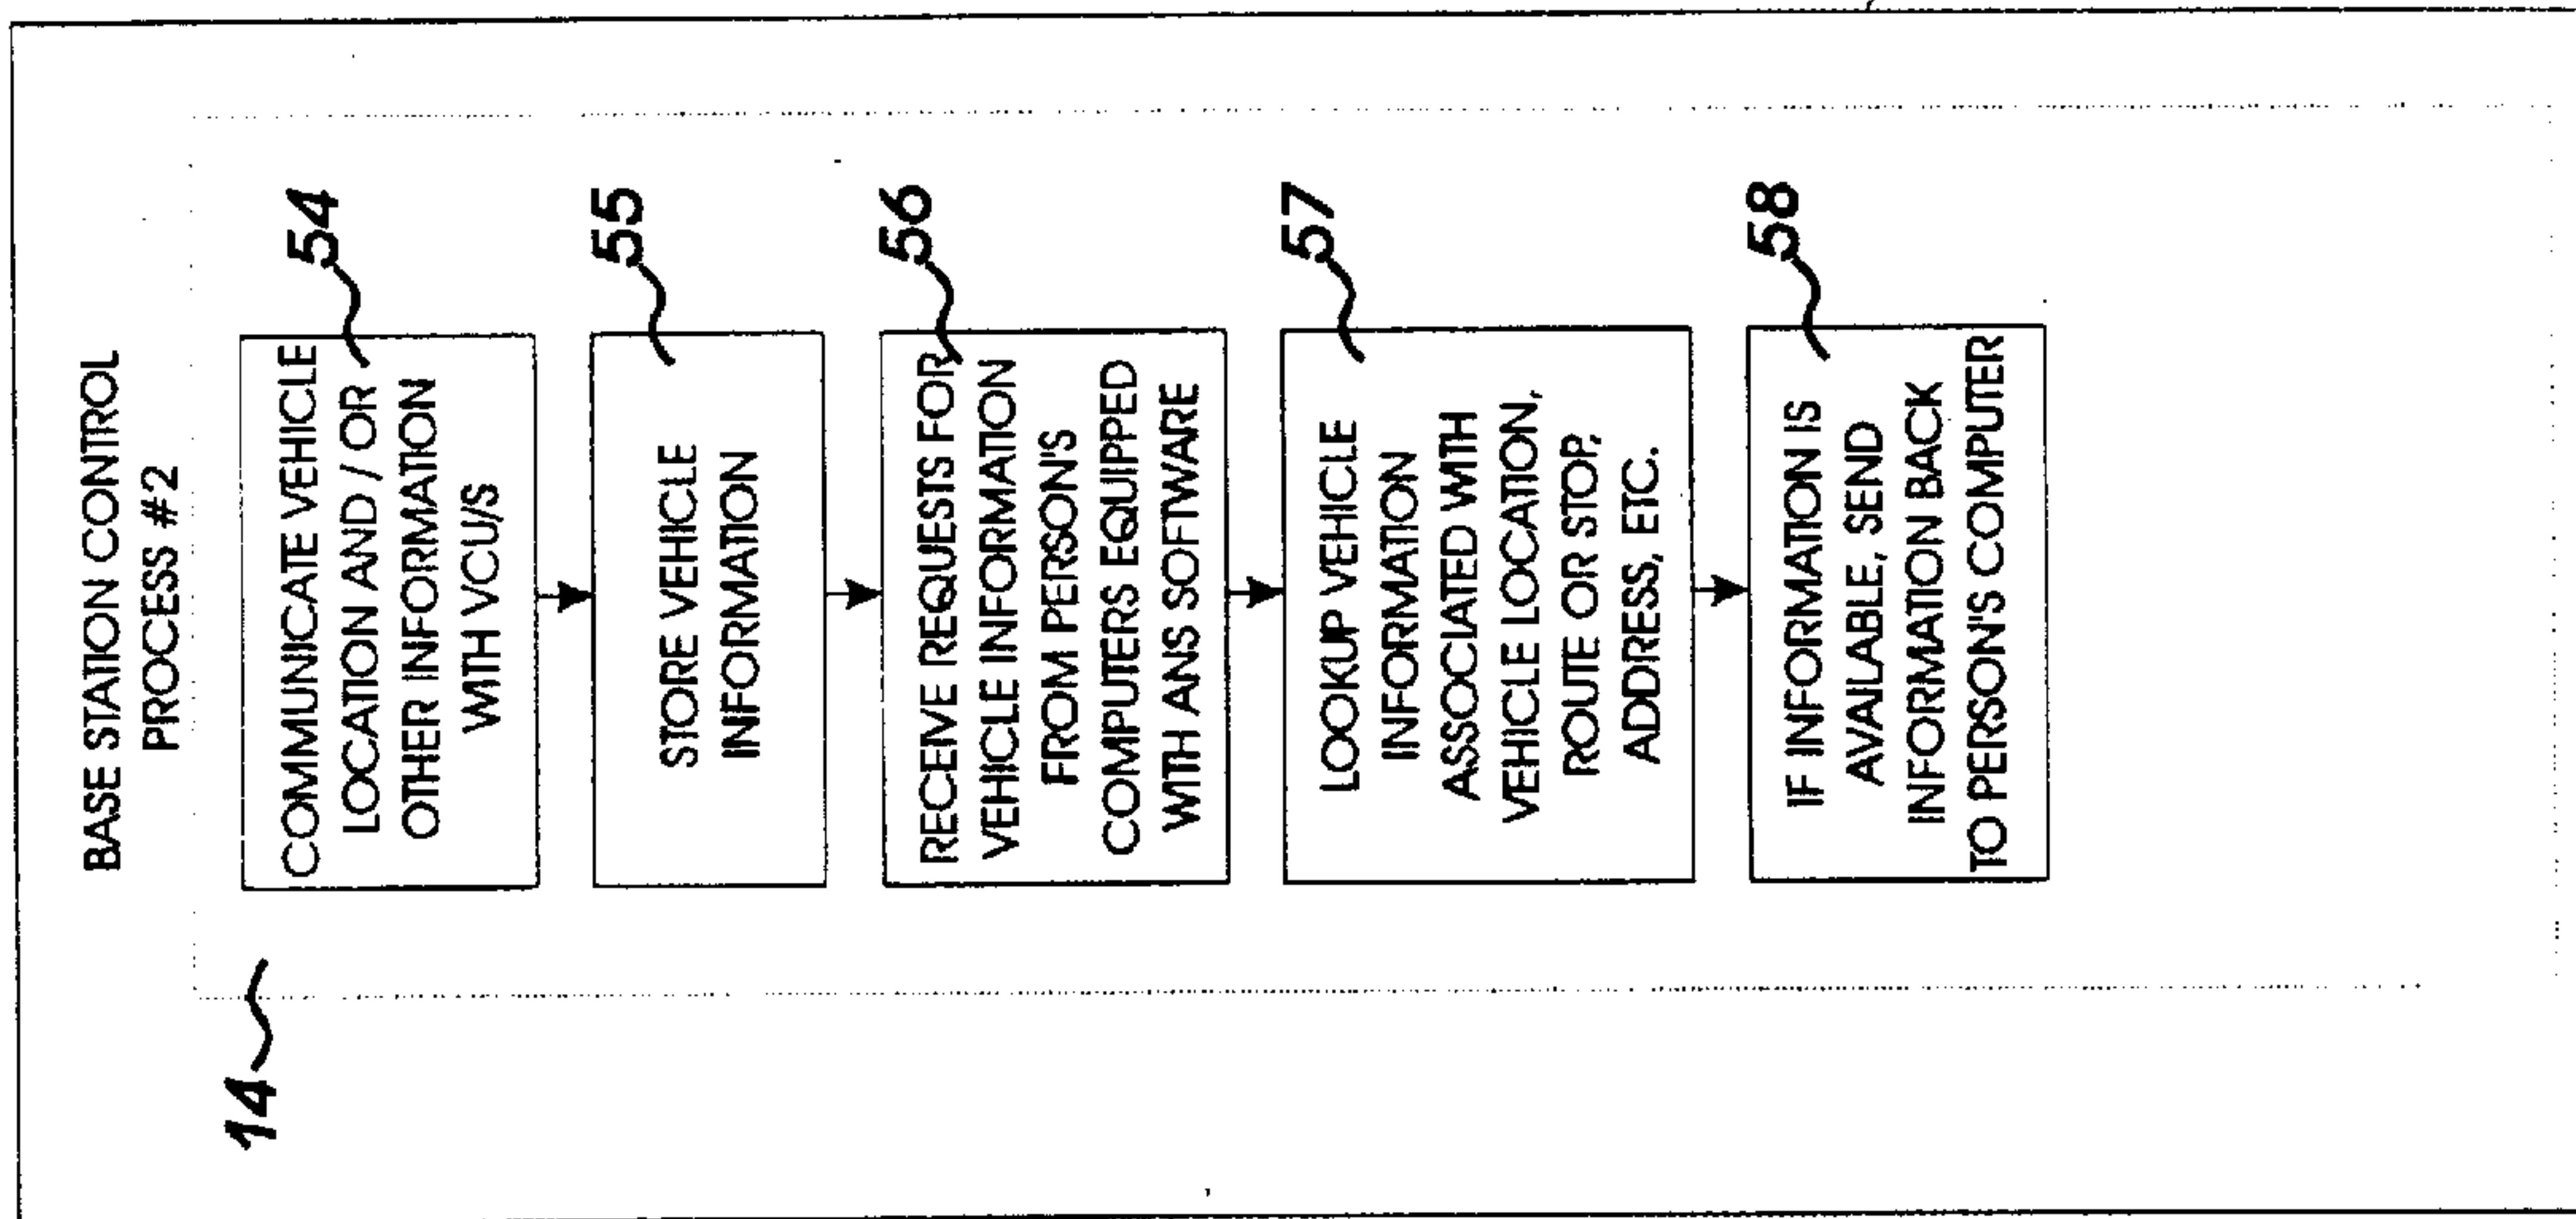 BASE STATION CONTROL
PROCESS #2
14
54
COMMUNICATE VEHICLE
LOCATION AND / OR
OTHER INFORMATION
WITH VCU/S
55
STORE VEHICLE
INFORMATION
56
RECEIVE REQUESTS FOR
VEHICLE INFORMATION
FROM PERSON'S
COMPUTERS EQUIPPED
WITH ANS SOFTWARE
57
LOOKUP VEHICLE
INFORMATION
ASSOCIATED WITH
VEHICLE LOCATION,
ROUTE OR STOP,
ADDRESS, ETC.
58
IF INFORMATION IS
AVAILABLE, SEND
INFORMATION BACK
TO PERSON'S COMPUTER